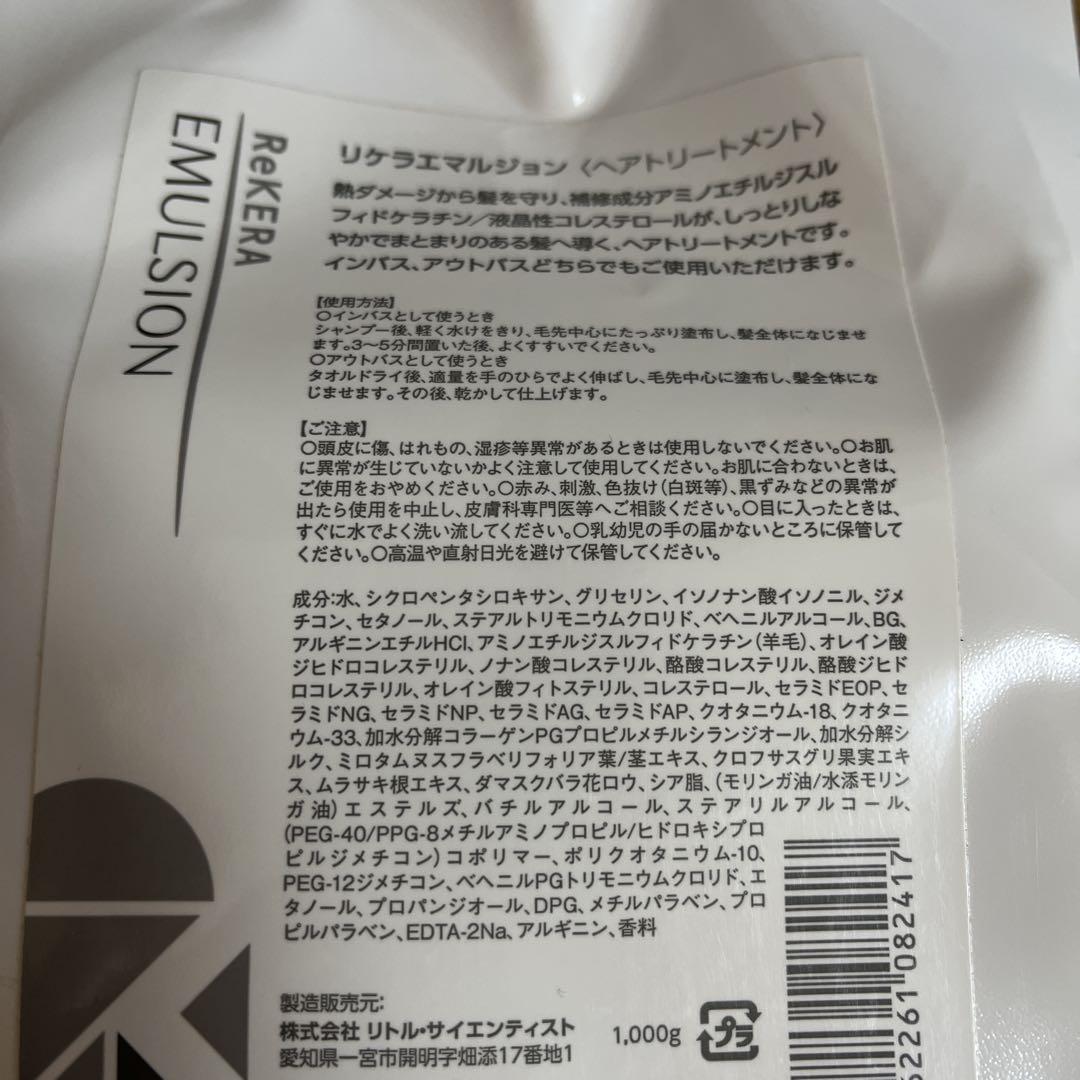 ReKERA
EMULSION
リケラエマルジョン〈ヘアトリートメント〉
熱ダメージから髪を守り、補修成分アミノエチルジスル
フィドケラチン/液晶性コレステロールが、しっとりしな
やかでまとまりのある髪へ導く、ヘアトリートメントです。
インバス、アウトバスどちらでもご使用いただけます。
【使用方法】
〇インバスとして使うとき
シャンプー後、軽く水けをきり、毛先中心にたっぷり塗布し、髪全体になじませ
ます。3〜5分間置いた後、よくすすいでください。
〇アウトバスとして使うとき
タオルドライ後、適量を手のひらでよく伸ばし、毛先中心に塗布し、髪全体にな
じませます。その後、乾かして仕上げます。
【ご注意】
〇頭皮に傷、はれもの、湿疹等異常があるときは使用しないでください。〇お肌
に異常が生じていないかよく注意して使用してください。お肌に合わないときは、
ご使用をおやめください。〇赤み、刺激、色抜け(白斑等)、黒ずみなどの異常が
出たら使用を中止し、皮膚科専門医等へご相談ください。〇目に入ったときは、
すぐに水でよく洗い流してください。〇乳幼児の手の届かないところに保管して
ください。〇高温や直射日光を避けて保管してください。
成分:水、シクロペンタシロキサン、グリセリン、イソノナン酸イソノニル、ジメ
チコン、セタノール、ステアルトリモニウムクロリド、ベヘニルアルコール、BG、
アルギニンエチルHCl、アミノエチルジスルフィドケラチン(羊毛)、オレイン酸
ジヒドロコレステリル、ノナン酸コレステリル、酪酸コレステリル、酪酸ジヒド
ロコレステリル、オレイン酸フィトステリル、コレステロール、セラミドEOP、セ
ラミドNG、セラミドNP、セラミドAG、セラミドAP、クオタニウム-18、クオタニ
ウム-33、加水分解コラーゲンPGプロピルメチルシランジオール、加水分解シ
ルク、ミロタムヌスフラベリフォリア葉/茎エキス、クロフサスグリ果実エキ
ス、ムラサキ根エキス、ダマスクバラ花ロウ、シア脂、(モリンガ油/水添モリン
ガ油)エステルズ、バチルアルコール、ステアリルアルコール、
(PEG-40/PPG-8メチルアミノプロピル/ヒドロキシプロ
ピルジメチコン)コポリマー、ポリクオタニウム-10、
PEG-12ジメチコン、ベヘニルPGトリモニウムクロリド、エ
タノール、プロパンジオール、DPG、メチルパラベン、プロ
ピルパラベン、EDTA-2Na、アルギニン、香料
製造販売元:
株式会社 リトル・サイエンティスト
愛知県一宮市開明字畑添17番地1
1,000g
プラ
62261 082417